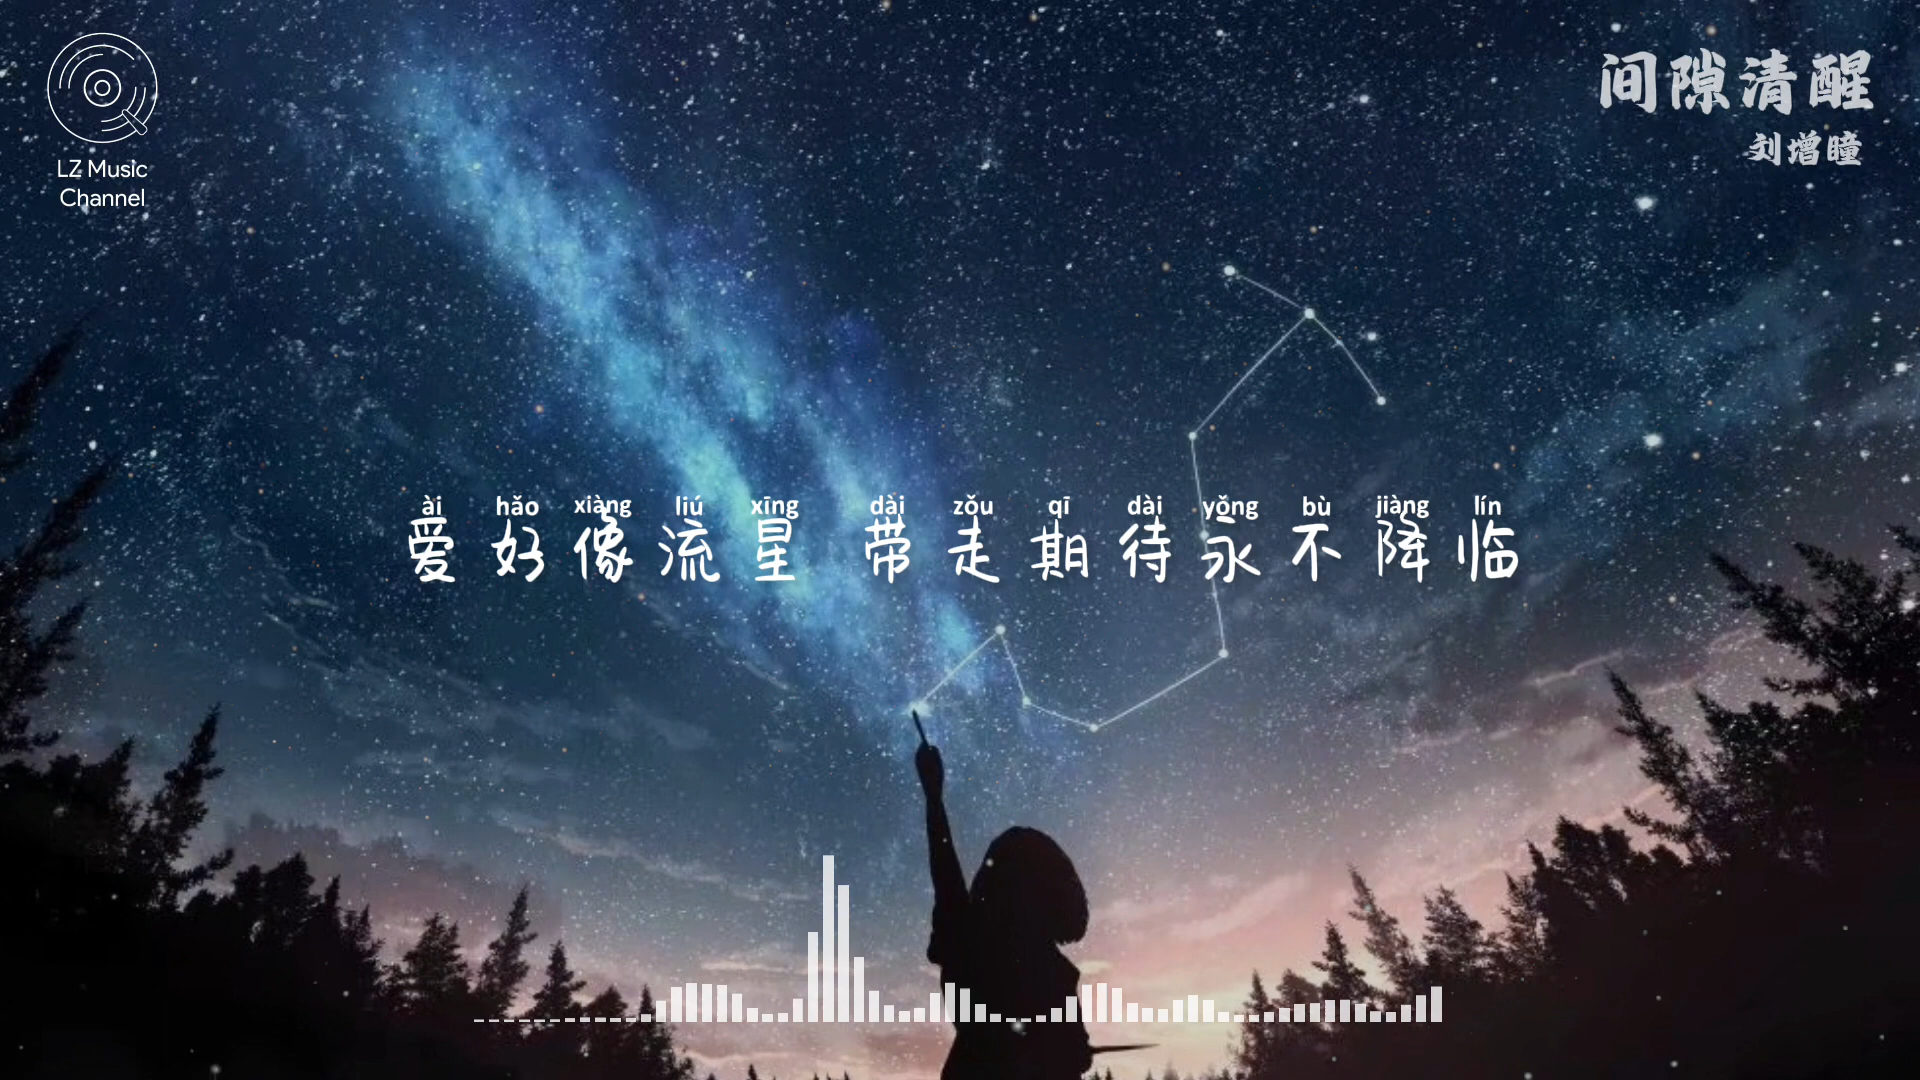 LZ Music
Channel
间隙清醒
刘增瞳
ài hǎo xiàng liú xīng dài zǒu qī dài yǒng bù jiàng lín
爱好像流星 带走期待永不降临